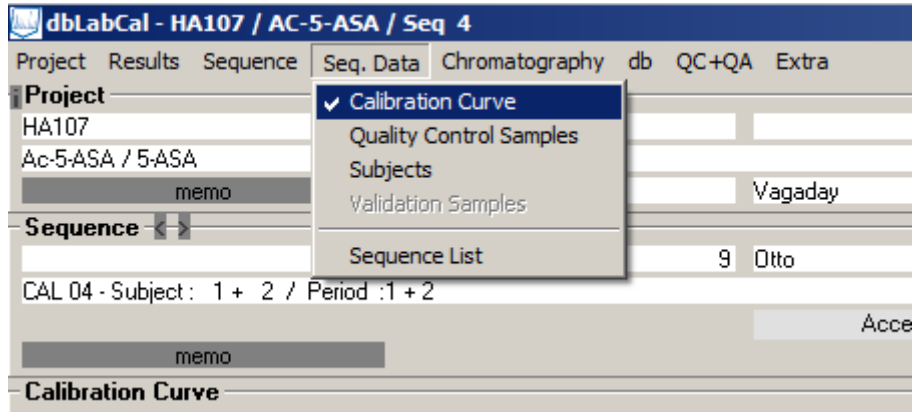 dbLabCal - HA107 / AC-5-ASA / Seq  4
Project Results Sequence Seq. Data Chromatography db QC+QA Extra
Project
Calibration Curve
HA107
Quality Control Samples
Ac-5-ASA / 5-ASA
Subjects
memo
Vagaday
Validation Samples
Sequence < >
Sequence List
9 Otto
CAL 04 - Subject :  1 +  2  /  Period :1 + 2
Acce
memo
Calibration Curve